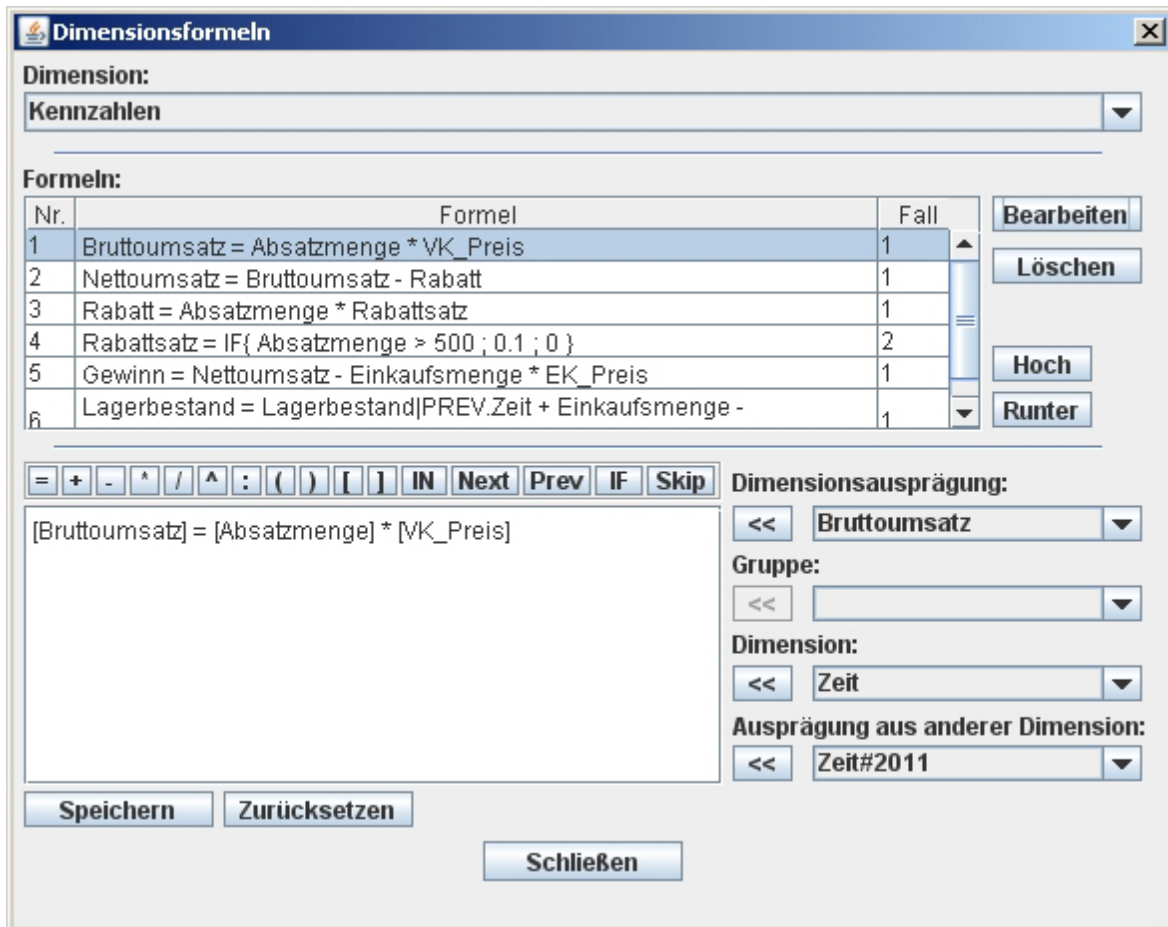 Dimensionsformeln
Dimension:
Kennzahlen
Formeln:
Nr. Formel Fall
1 Bruttoumsatz = Absatzmenge * VK_Preis 1
2 Nettoumsatz = Bruttoumsatz - Rabatt 1
3 Rabatt = Absatzmenge * Rabattsatz 1
4 Rabattsatz = IF{ Absatzmenge > 500 ; 0.1 ; 0 } 2
5 Gewinn = Nettoumsatz - Einkaufsmenge * EK_Preis 1
6 Lagerbestand = Lagerbestand|PREV.Zeit + Einkaufsmenge - 1
Bearbeiten
Löschen
Hoch
Runter
= + - * / ^ : ( ) [ ] IN Next Prev IF Skip
[Bruttoumsatz] = [Absatzmenge] * [VK_Preis]
Dimensionsausprägung:
<< Bruttoumsatz
Gruppe:
<<
Dimension:
<< Zeit
Ausprägung aus anderer Dimension:
<< Zeit#2011
Speichern Zurücksetzen
Schließen